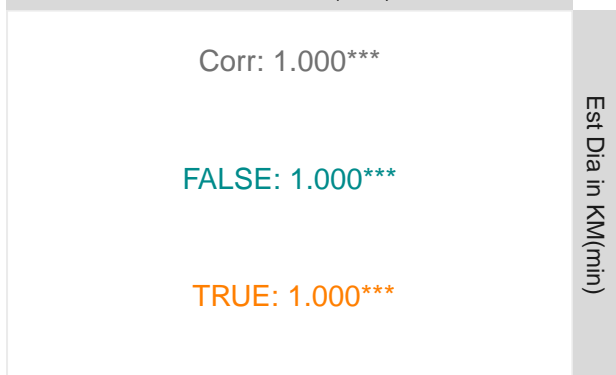 Corr: 1.000***
FALSE: 1.000***
TRUE: 1.000***
Est Dia in KM(min)